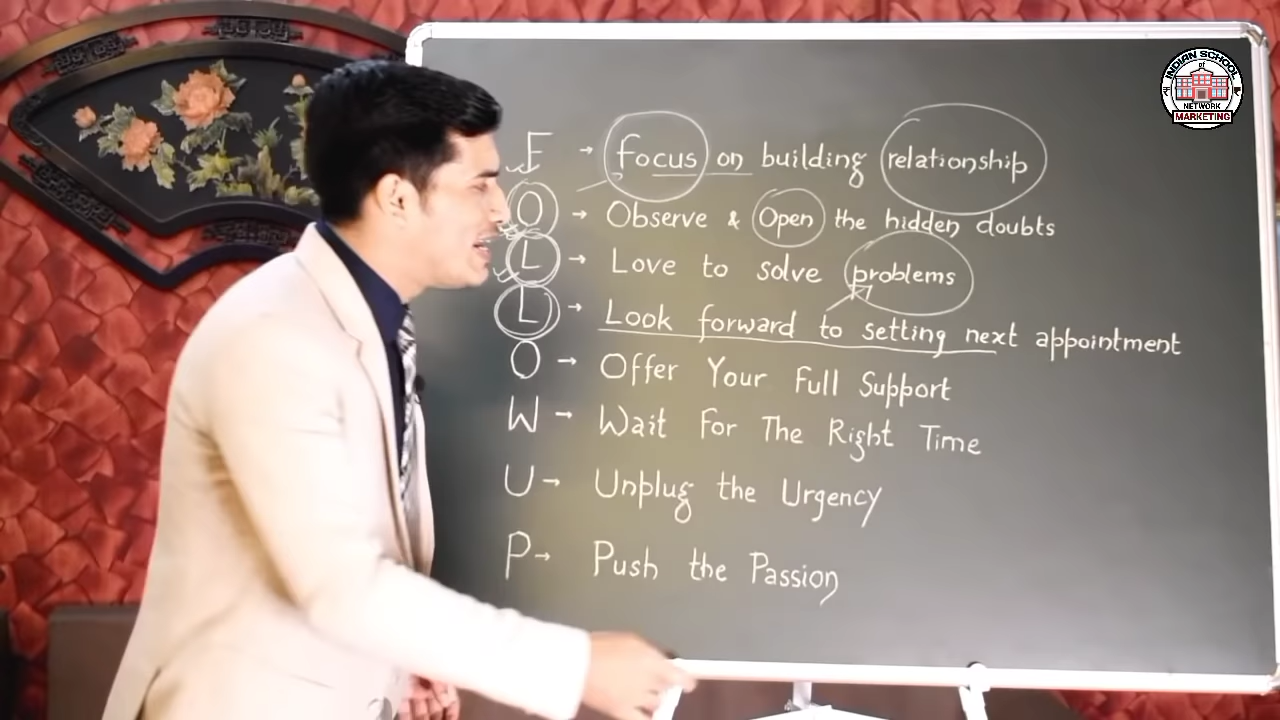 INDIAN SCHOOL
of
NETWORK
MARKETING
F → focus on building relationship
O → Observe & Open the hidden doubts
L → Love to solve problems
L → Look forward to setting next appointment
O → Offer Your Full Support
W → Wait For The Right Time
U → Unplug the Urgency
P → Push the Passion